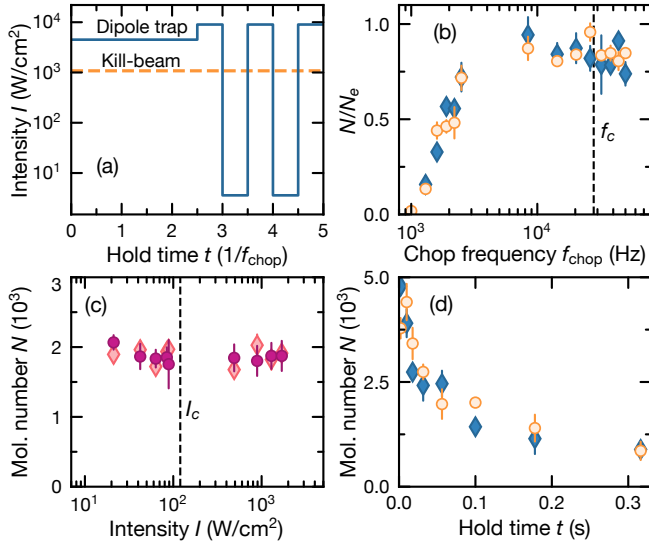 Dipole trap
Kill-beam
(a)
10⁴
10³
10²
10¹
Intensity I (W/cm²)
0 1 2 3 4 5
Hold time t (1/f_chop)
(b)
f_c
1.0
0.5
0.0
N/N_e
10³ 10⁴
Chop frequency f_chop (Hz)
(c)
I_c
3
2
1
0
Mol. number N (10³)
10¹ 10² 10³
Intensity I (W/cm²)
(d)
5.0
2.5
0.0
Mol. number N (10³)
0.0 0.1 0.2 0.3
Hold time t (s)